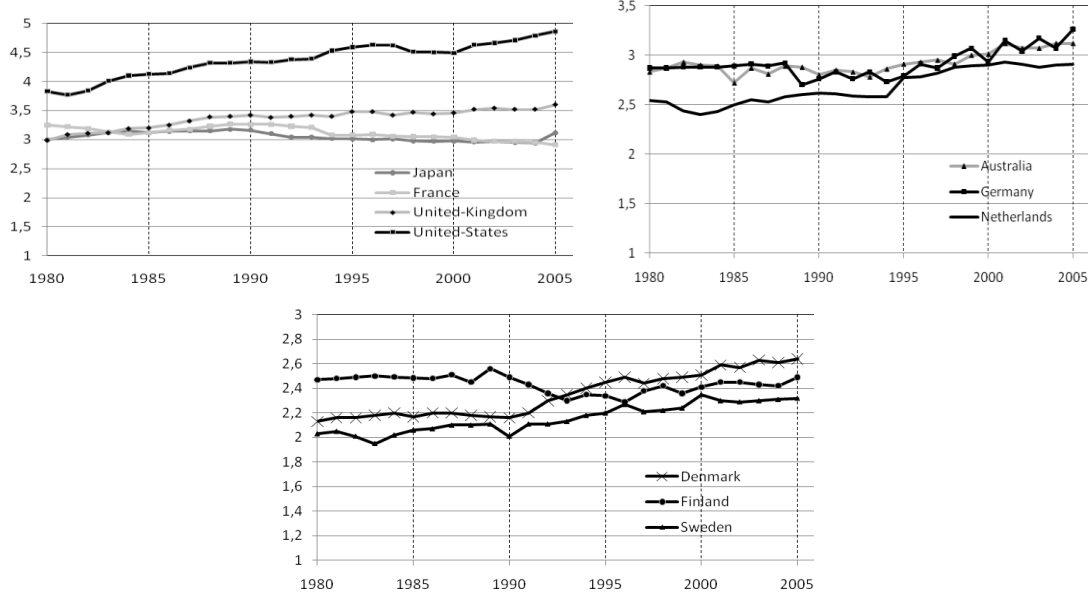 5
4,5
4
3,5
3
2,5
2
1,5
1
1980 1985 1990 1995 2000 2005
Japan
France
United-Kingdom
United-States
3,5
3
2,5
2
1,5
1
1980 1985 1990 1995 2000 2005
Australia
Germany
Netherlands
3
2,8
2,6
2,4
2,2
2
1,8
1,6
1,4
1,2
1
1980 1985 1990 1995 2000 2005
Denmark
Finland
Sweden